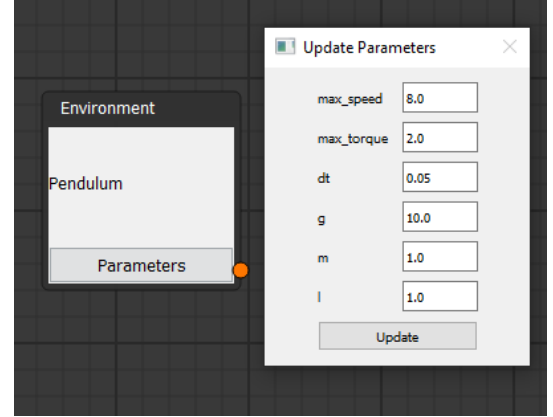 Environment
Pendulum
Parameters
Update Parameters
max_speed 8.0
max_torque 2.0
dt 0.05
g 10.0
m 1.0
l 1.0
Update